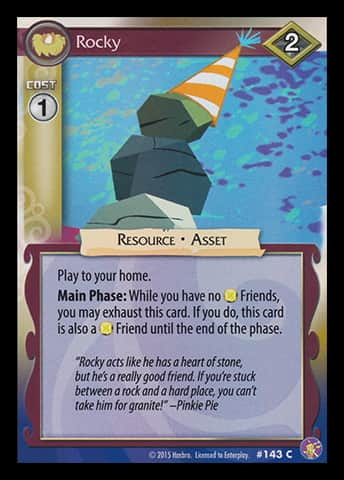 Rocky
2
COST
1
RESOURCE • ASSET
Play to your home.
Main Phase: While you have no Friends,
you may exhaust this card. If you do, this card
is also a Friend until the end of the phase.
"Rocky acts like he has a heart of stone,
but he's a really good friend. If you're stuck
between a rock and a hard place, you can't
take him for granite!" –Pinkie Pie
© 2015 Hasbro. Licensed to Enterplay. #143 C